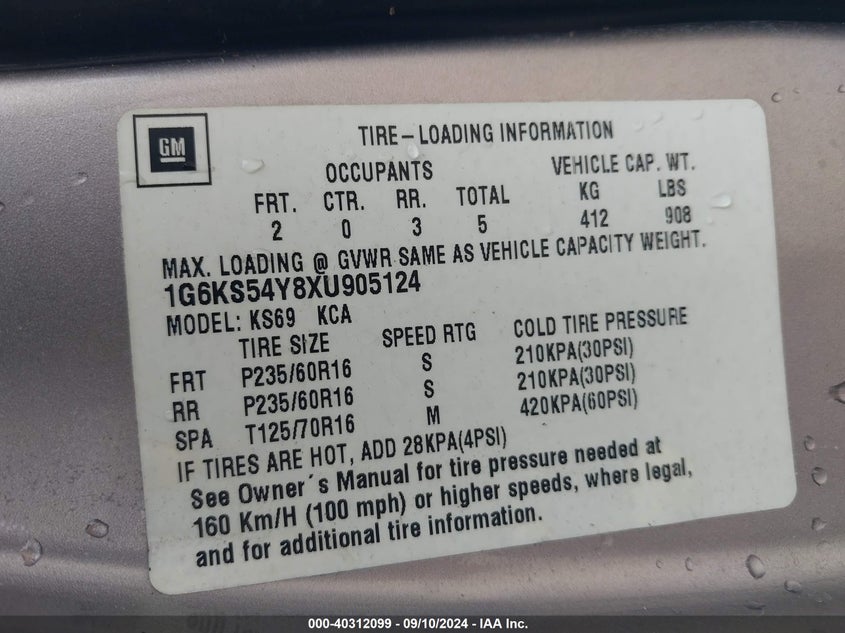 GM
TIRE–LOADING INFORMATION
OCCUPANTS VEHICLE CAP. WT.
FRT. CTR. RR. TOTAL KG LBS
2 0 3 5 412 908
MAX. LOADING @ GVWR SAME AS VEHICLE CAPACITY WEIGHT.
1G6KS54Y8XU905124
MODEL: KS69 KCA
TIRE SIZE SPEED RTG COLD TIRE PRESSURE
FRT P235/60R16 S 210KPA(30PSI)
RR P235/60R16 S 210KPA(30PSI)
SPA T125/70R16 M 420KPA(60PSI)
IF TIRES ARE HOT, ADD 28KPA(4PSI)
See Owner´s Manual for tire pressure needed at
160 Km/H (100 mph) or higher speeds, where legal,
and for additional tire information.
000-40312099 - 09/10/2024 - IAA Inc.